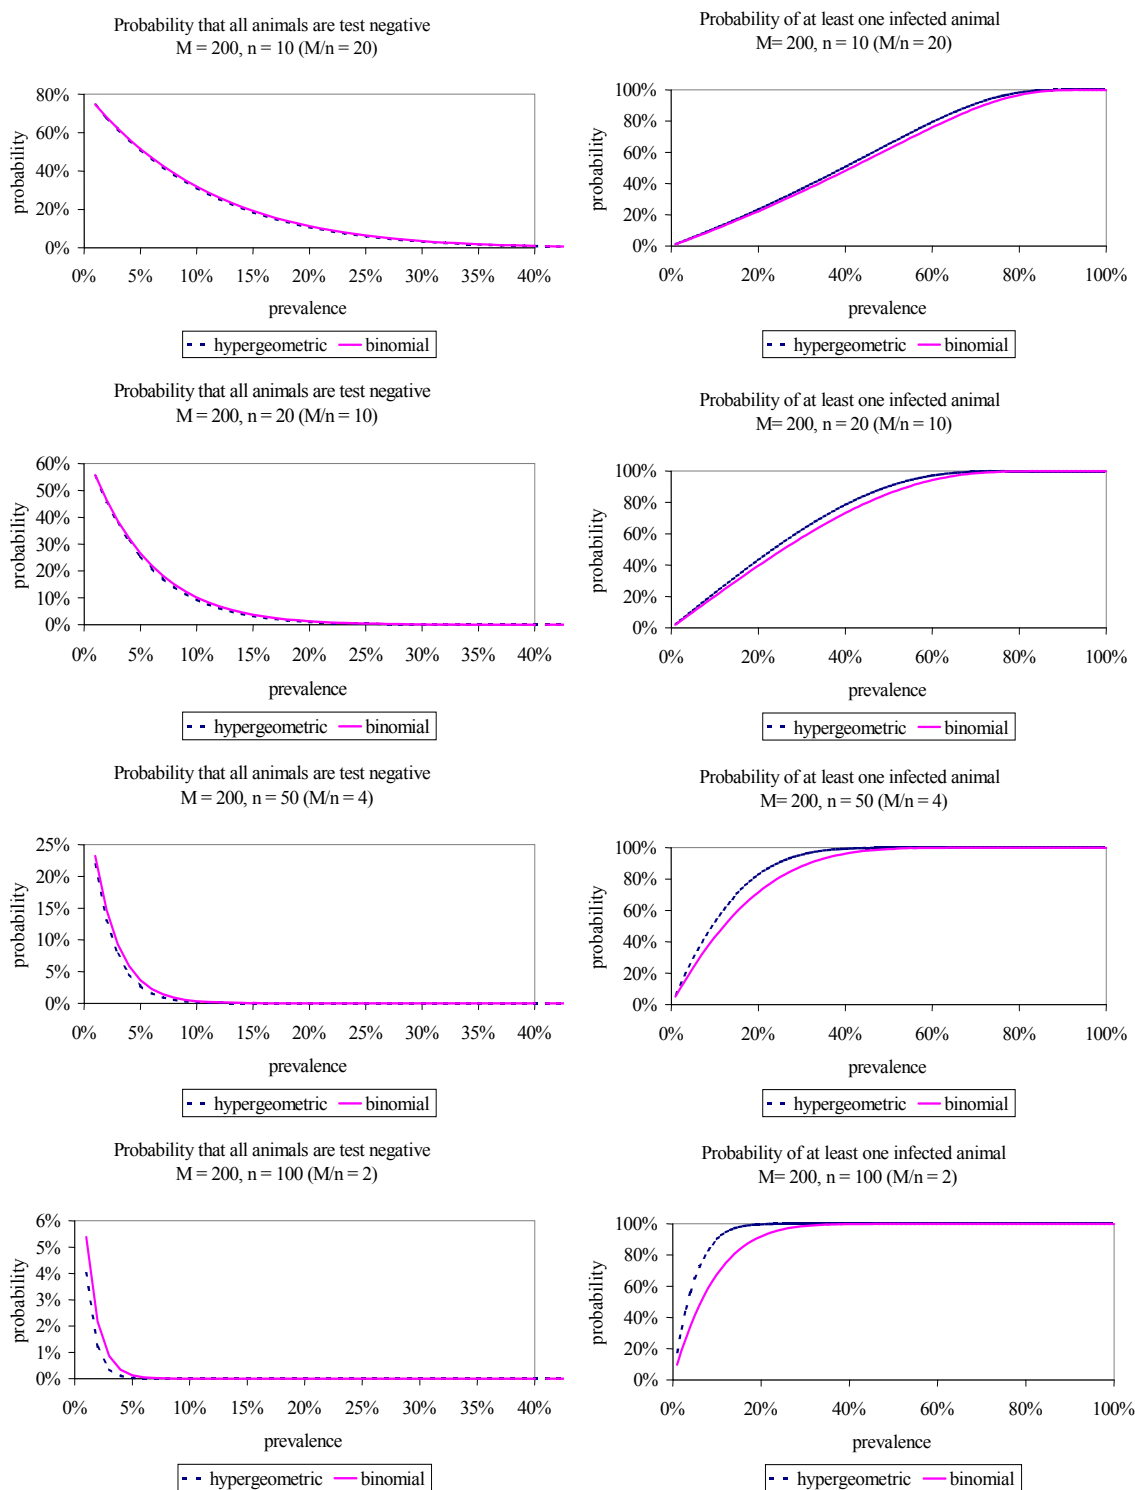 Probability that all animals are test negative
M = 200, n = 10 (M/n = 20)
80%
60%
40%
20%
0%
probability
0% 5% 10% 15% 20% 25% 30% 35% 40%
prevalence
hypergeometric binomial
Probability of at least one infected animal
M= 200, n = 10 (M/n = 20)
100%
80%
60%
40%
20%
0%
probability
0% 20% 40% 60% 80% 100%
prevalence
hypergeometric binomial
Probability that all animals are test negative
M = 200, n = 20 (M/n = 10)
60%
50%
40%
30%
20%
10%
0%
probability
0% 5% 10% 15% 20% 25% 30% 35% 40%
prevalence
hypergeometric binomial
Probability of at least one infected animal
M= 200, n = 20 (M/n = 10)
100%
80%
60%
40%
20%
0%
probability
0% 20% 40% 60% 80% 100%
prevalence
hypergeometric binomial
Probability that all animals are test negative
M = 200, n = 50 (M/n = 4)
25%
20%
15%
10%
5%
0%
probability
0% 5% 10% 15% 20% 25% 30% 35% 40%
prevalence
hypergeometric binomial
Probability of at least one infected animal
M= 200, n = 50 (M/n = 4)
100%
80%
60%
40%
20%
0%
probability
0% 20% 40% 60% 80% 100%
prevalence
hypergeometric binomial
Probability that all animals are test negative
M = 200, n = 100 (M/n = 2)
6%
5%
4%
3%
2%
1%
0%
probability
0% 5% 10% 15% 20% 25% 30% 35% 40%
prevalence
hypergeometric binomial
Probability of at least one infected animal
M= 200, n = 100 (M/n = 2)
100%
80%
60%
40%
20%
0%
probability
0% 20% 40% 60% 80% 100%
prevalence
hypergeometric binomial